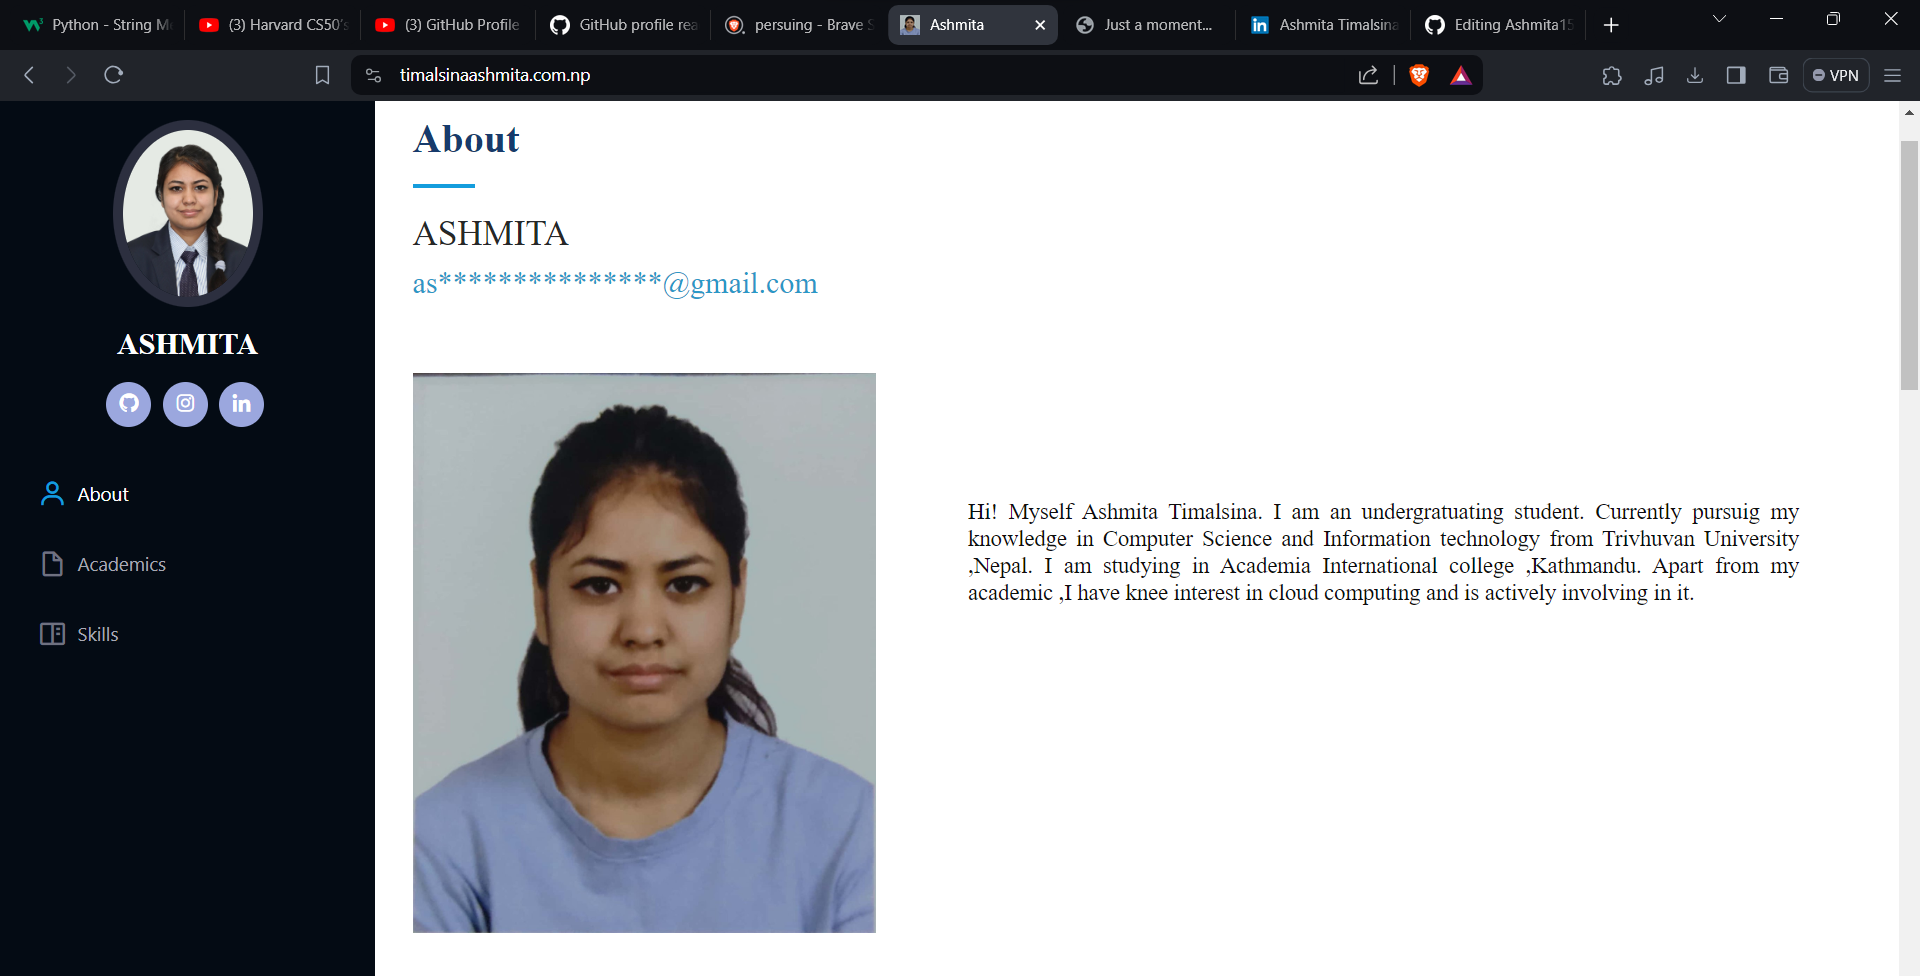 Python - String M
(3) Harvard CS50's
(3) GitHub Profile
GitHub profile rea
persuing - Brave S
Ashmita
Just a moment...
Ashmita Timalsina
Editing Ashmita15
timalsinaashmita.com.np
VPN
ASHMITA
About
Academics
Skills
About
ASHMITA
as***************@gmail.com
Hi! Myself Ashmita Timalsina. I am an undergratuating student. Currently pursuig my
knowledge in Computer Science and Information technology from Trivhuvan University
,Nepal. I am studying in Academia International college ,Kathmandu. Apart from my
academic ,I have knee interest in cloud computing and is actively involving in it.